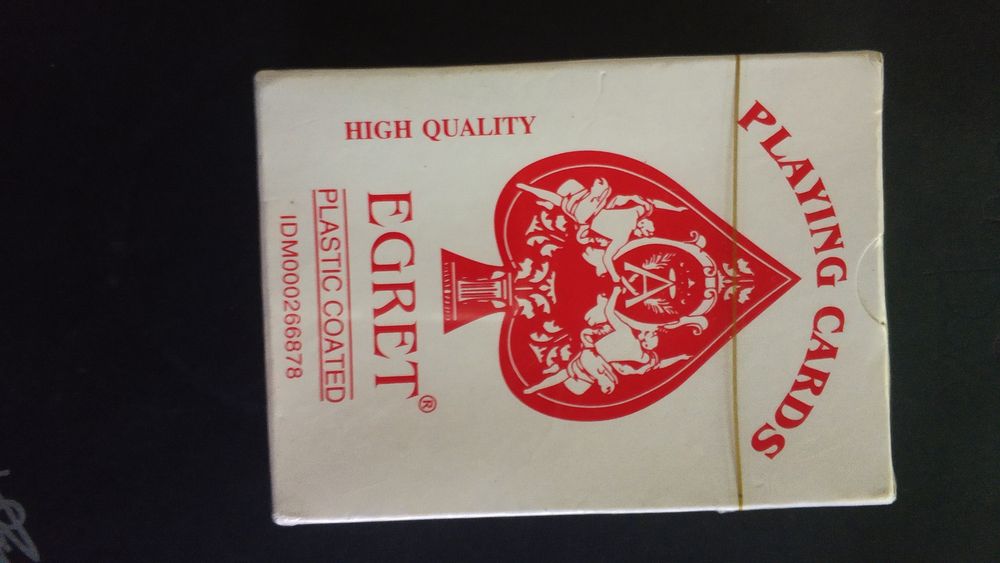 PLAYING CARDS
HIGH QUALITY
EGRET®
PLASTIC COATED
IDM000266878